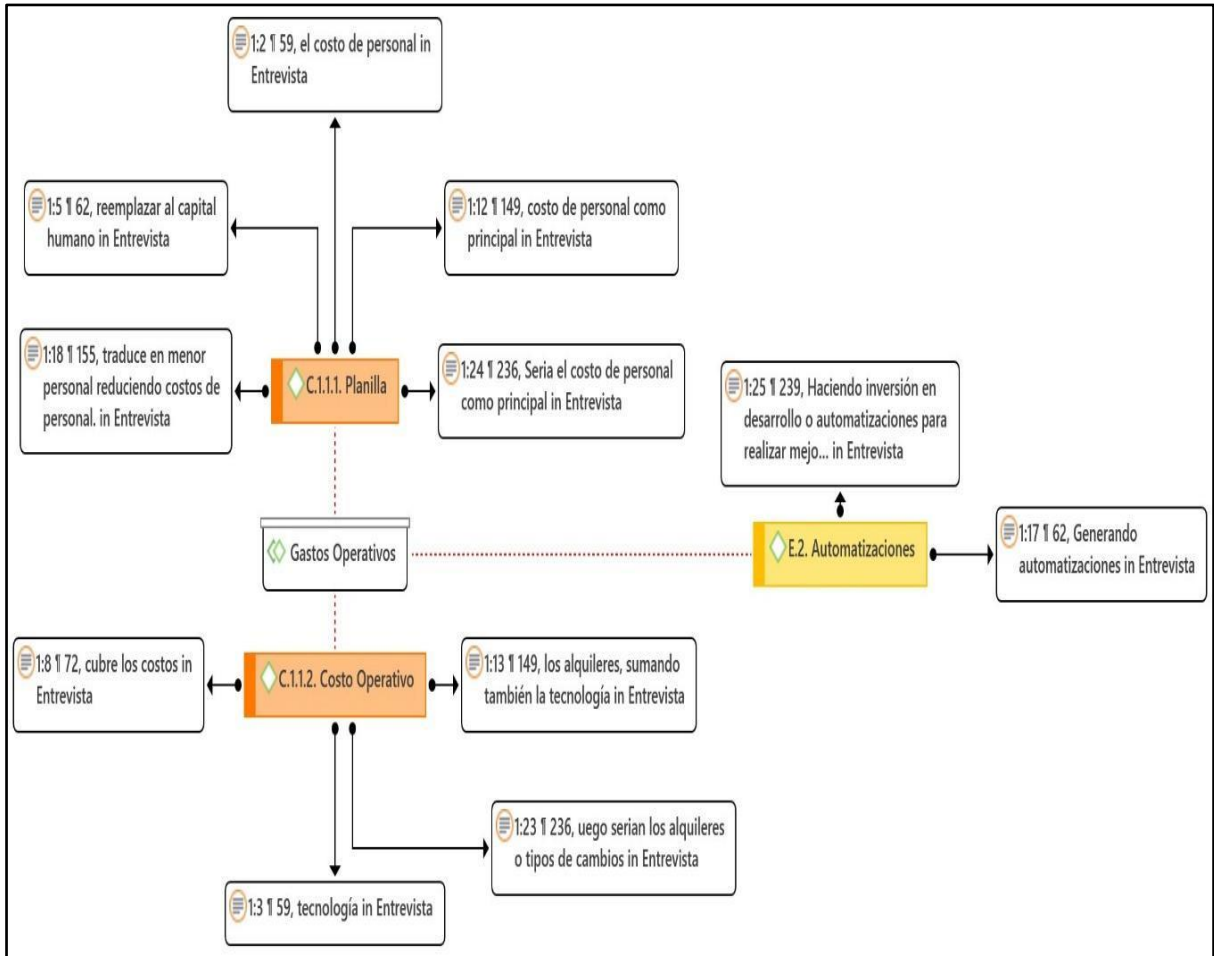 1:2 ¶ 59, el costo de personal in
Entrevista
1:5 ¶ 62, reemplazar al capital
humano in Entrevista
1:12 ¶ 149, costo de personal como
principal in Entrevista
1:18 ¶ 155, traduce en menor
personal reduciendo costos de
personal. in Entrevista
C.1.1.1. Planilla
1:24 ¶ 236, Seria el costo de personal
como principal in Entrevista
1:25 ¶ 239, Haciendo inversión en
desarrollo o automatizaciones para
realizar mejo... in Entrevista
Gastos Operativos
E.2. Automatizaciones
1:17 ¶ 62, Generando
automatizaciones in Entrevista
1:8 ¶ 72, cubre los costos in
Entrevista
C.1.1.2. Costo Operativo
1:13 ¶ 149, los alquileres, sumando
también la tecnología in Entrevista
1:23 ¶ 236, uego serian los alquileres
o tipos de cambios in Entrevista
1:3 ¶ 59, tecnología in Entrevista